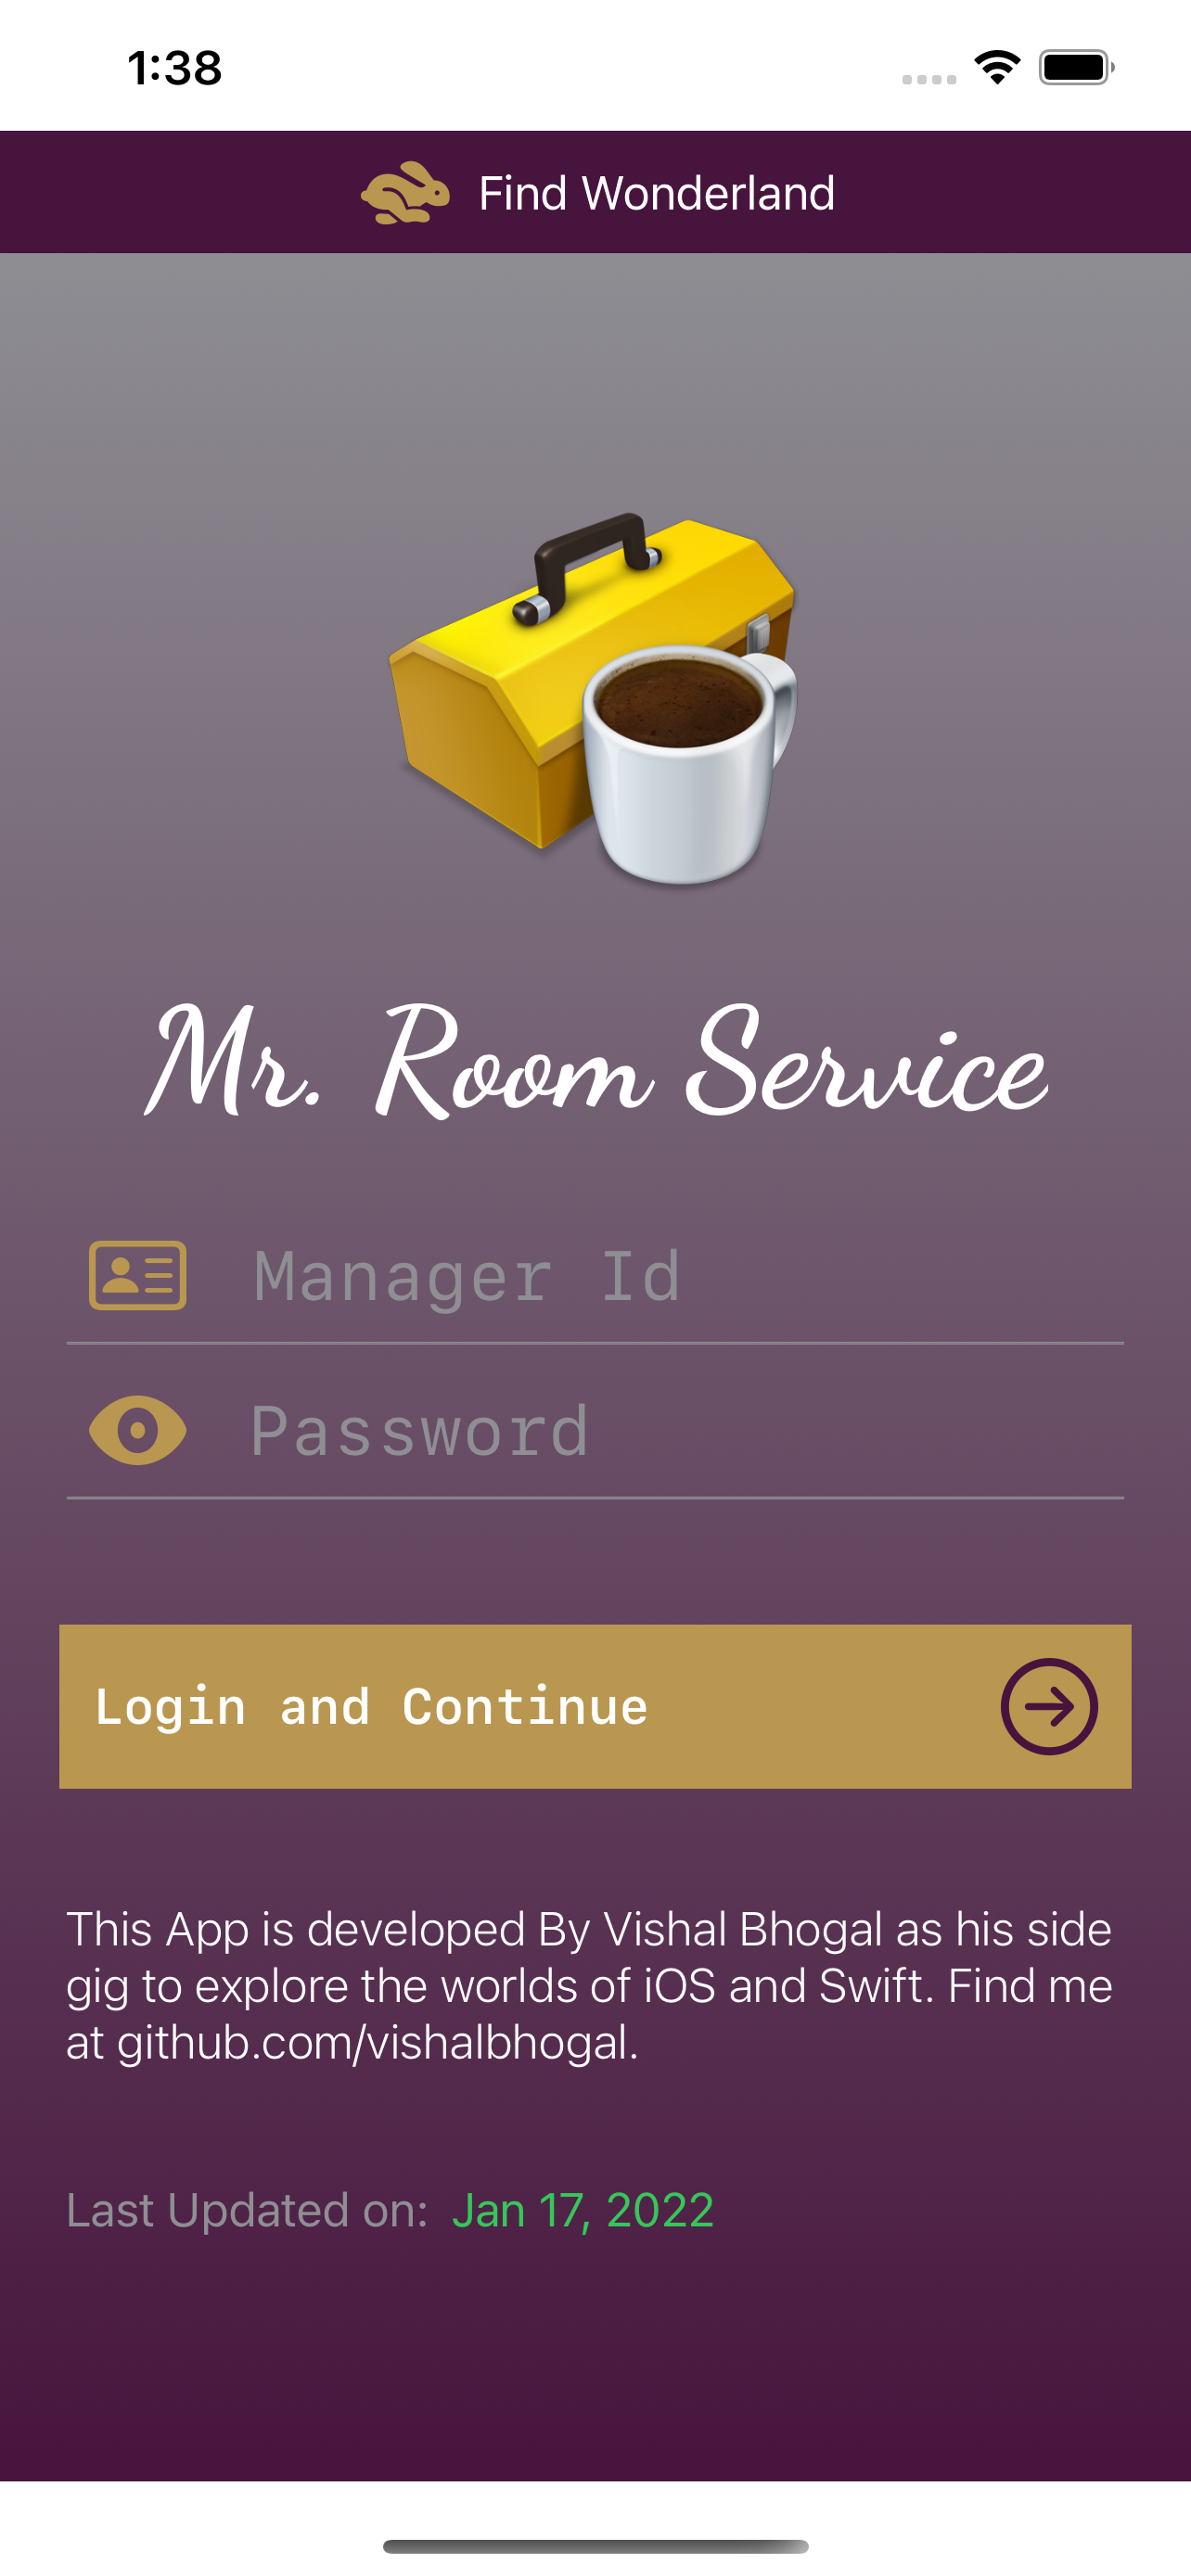 1:38
Find Wonderland
Mr. Room Service
Manager Id
Password
Login and Continue
This App is developed By Vishal Bhogal as his side
gig to explore the worlds of iOS and Swift. Find me
at github.com/vishalbhogal.
Last Updated on: Jan 17, 2022